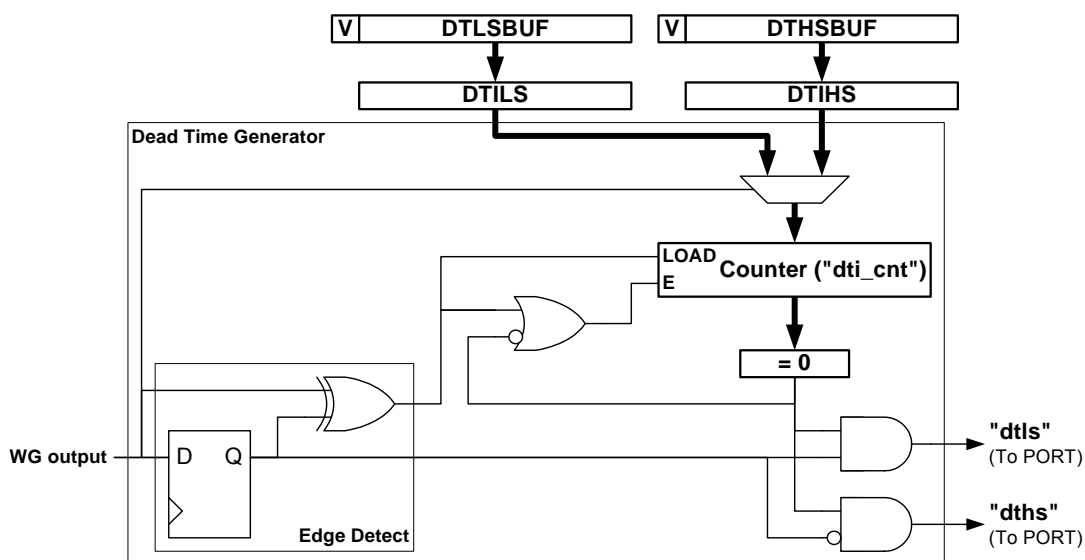 V DTLSBUF V DTHSBUF
DTILS DTIHS
Dead Time Generator
LOAD
E
Counter ("dti_cnt")
= 0
"dtls"
(To PORT)
WG output D Q
"dths"
(To PORT)
Edge Detect